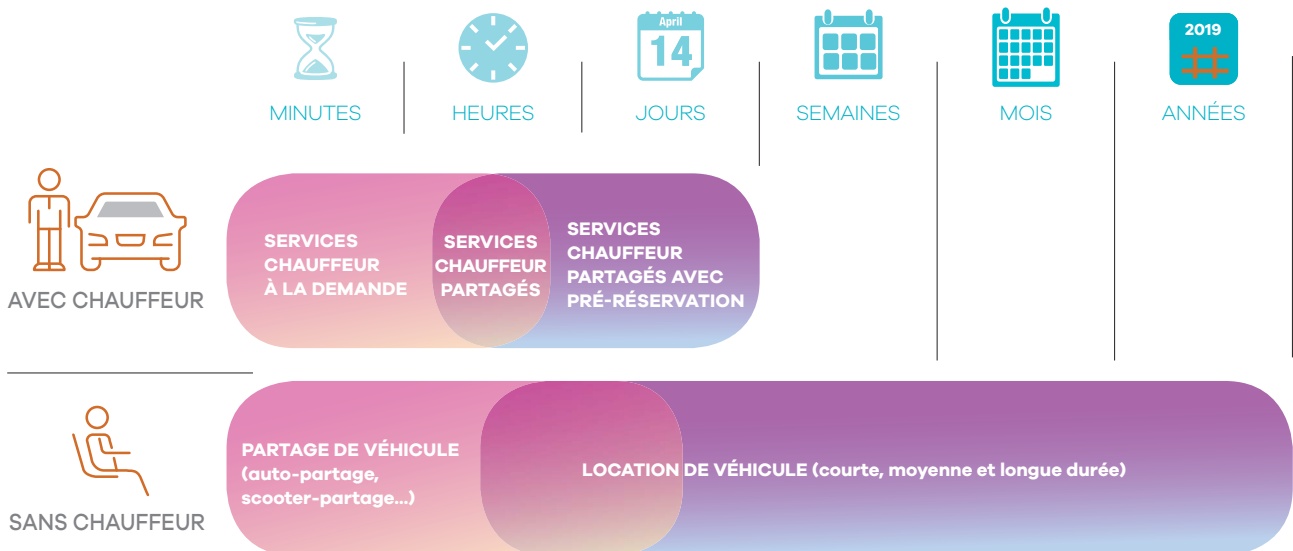 April
14
2019
MINUTES
HEURES
JOURS
SEMAINES
MOIS
ANNÉES
AVEC CHAUFFEUR
SERVICES
CHAUFFEUR
À LA DEMANDE
SERVICES
CHAUFFEUR
PARTAGÉS
SERVICES
CHAUFFEUR
PARTAGÉS AVEC
PRÉ-RÉSERVATION
SANS CHAUFFEUR
PARTAGE DE VÉHICULE
(auto-partage,
scooter-partage...)
LOCATION DE VÉHICULE (courte, moyenne et longue durée)